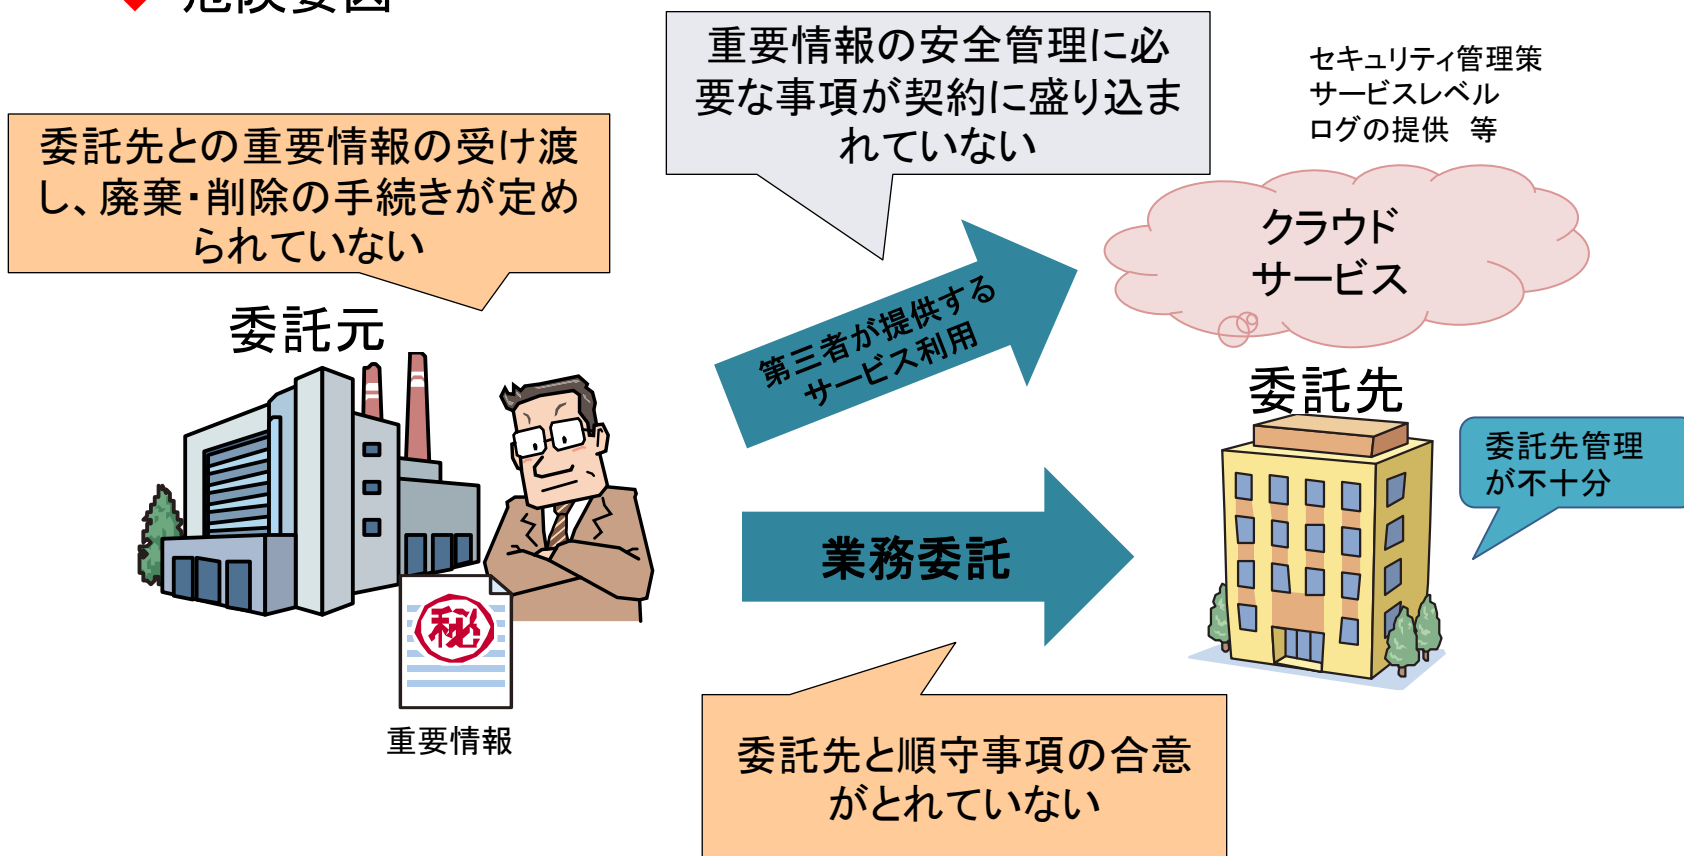 危険要因
重要情報の安全管理に必
要な事項が契約に盛り込ま
れていない
セキュリティ管理策
サービスレベル
ログの提供 等
委託先との重要情報の受け渡
し、廃棄・削除の手続きが定め
られていない
クラウド
サービス
委託元
第三者が提供する
サービス利用
委託先
委託先管理
が不十分
業務委託
秘
重要情報
委託先と順守事項の合意
がとれていない